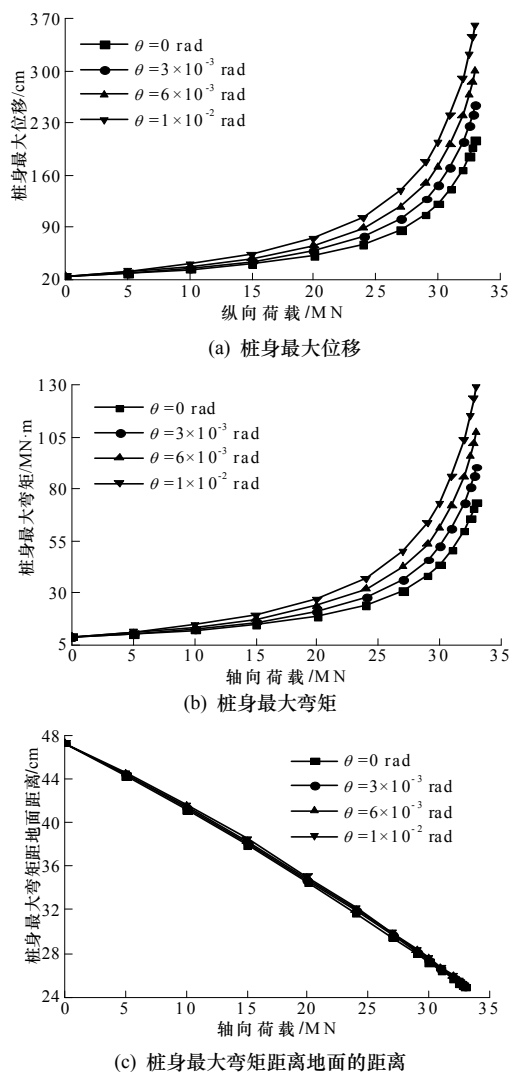 370
300
230
160
90
20
桩身最大位移/cm
θ=0 rad
θ=3×10⁻³ rad
θ=6×10⁻³ rad
θ=1×10⁻² rad
0 5 10 15 20 25 30 35
纵向荷载/MN
(a) 桩身最大位移
130
105
80
55
30
5
桩身最大弯矩/MN·m
θ=0 rad
θ=3×10⁻³ rad
θ=6×10⁻³ rad
θ=1×10⁻² rad
0 5 10 15 20 25 30 35
轴向荷载/MN
(b) 桩身最大弯矩
48
44
40
36
32
28
24
桩身最大弯矩距地面距离/cm
θ=0 rad
θ=3×10⁻³ rad
θ=6×10⁻³ rad
θ=1×10⁻² rad
0 5 10 15 20 25 30 35
轴向荷载/MN
(c) 桩身最大弯矩距离地面的距离